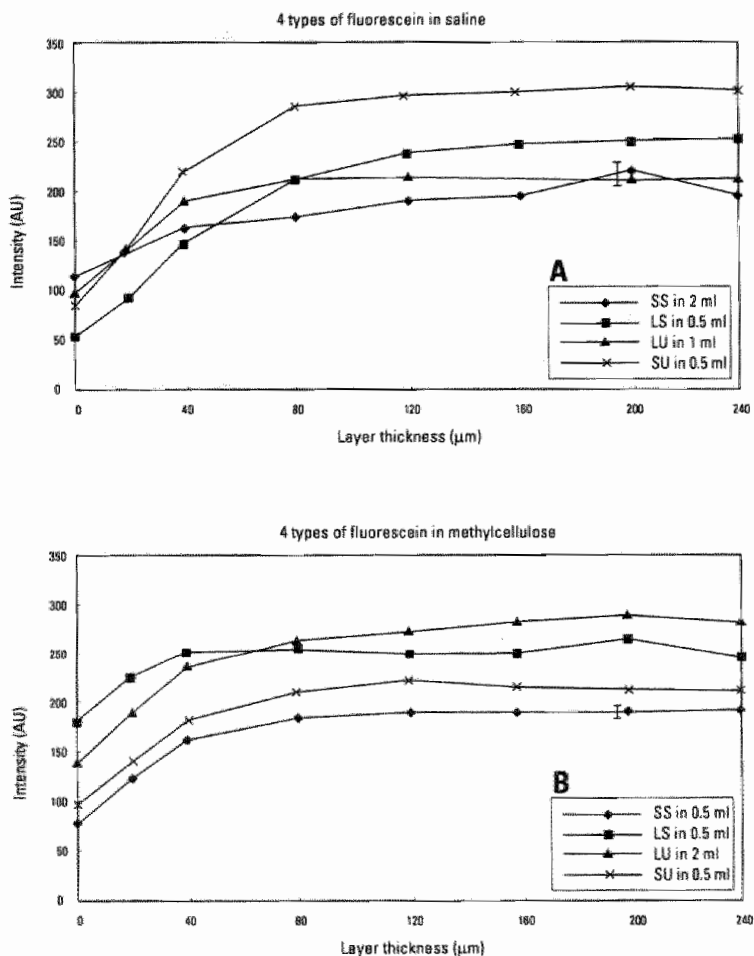 4 types of fluorescein in saline
350
300
250
200
150
100
50
0
Intensity (AU)
A
SS in 2 ml
LS in 0.5 ml
LU in 1 ml
SU in 0.5 ml
0 40 80 120 160 200 240
Layer thickness (μm)
4 types of fluorescein in methylcellulose
350
300
250
200
150
100
50
0
Intensity (AU)
B
SS in 0.5 ml
LS in 0.5 ml
LU in 2 ml
SU in 0.5 ml
0 40 80 120 160 200 240
Layer thickness (μm)